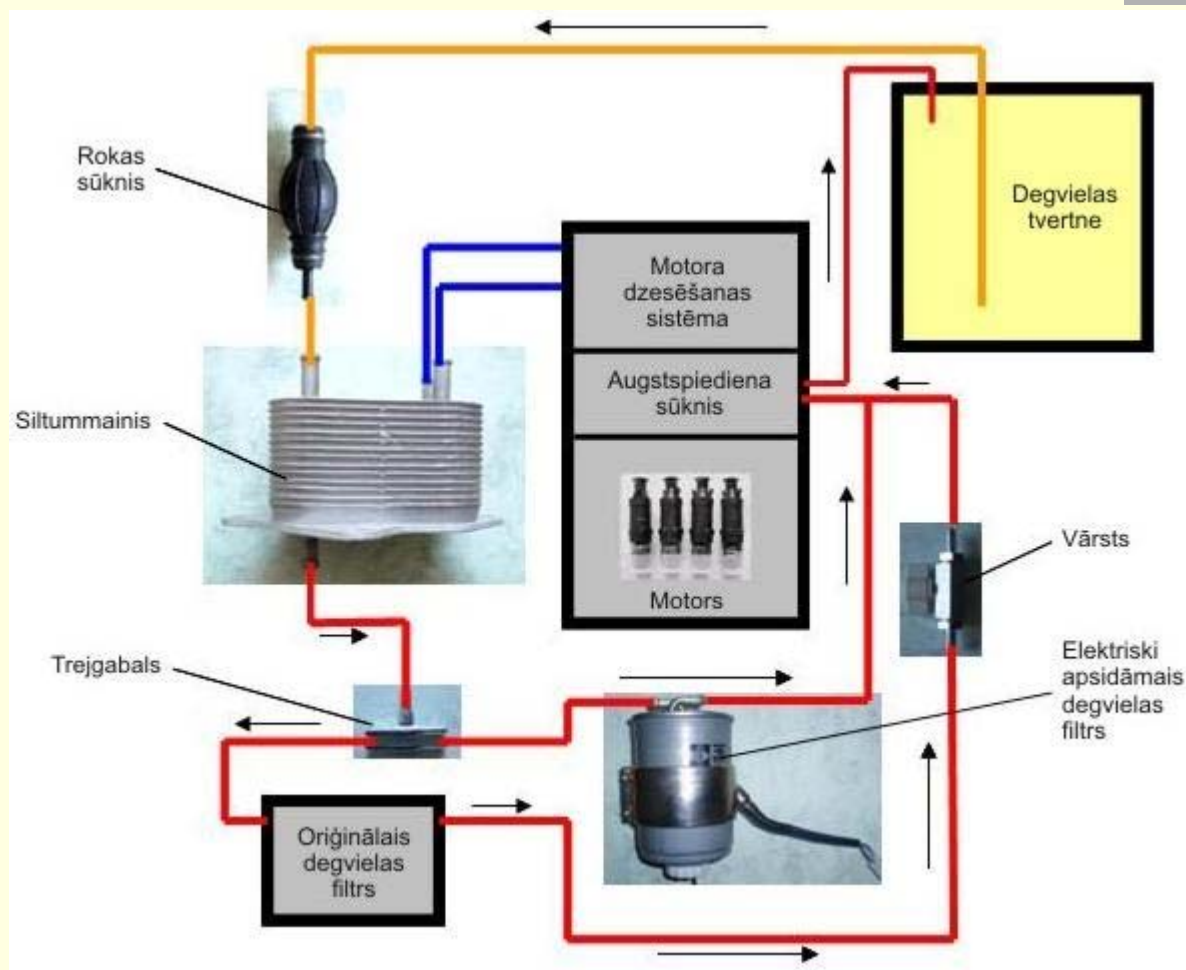 Rokas
sūknis
Degvielas
tvertne
Motora
dzesēšanas
sistēma
Augstspiediena
sūknis
Siltummainis
Vārsts
Motors
Trejgabals
Elektriski
apsidāmais
degvielas
filtrs
Oriģinālais
degvielas
filtrs